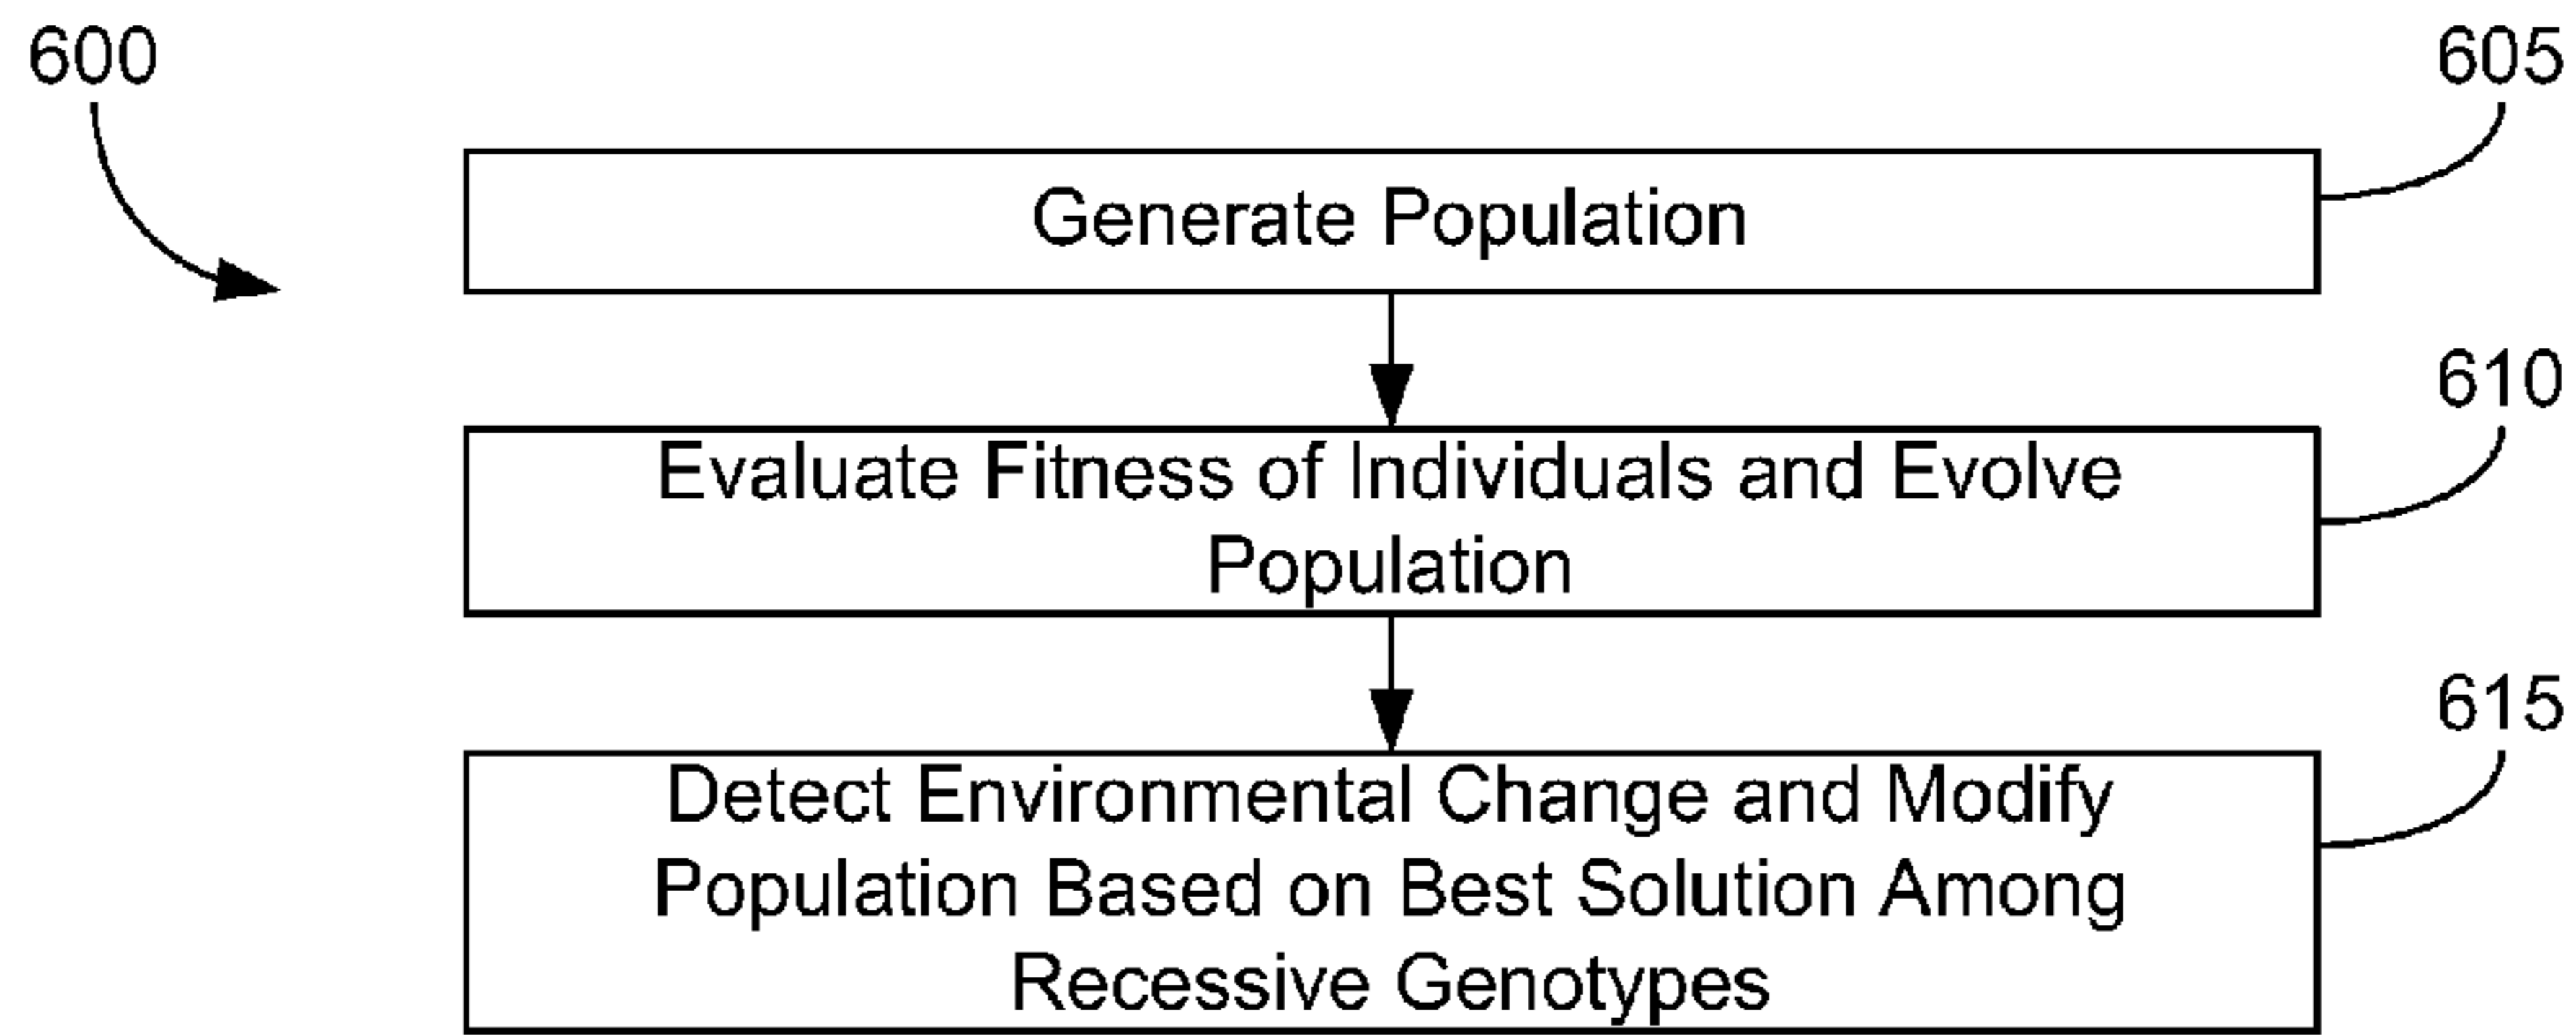 600
605
Generate Population
610
Evaluate Fitness of Individuals and Evolve
Population
615
Detect Environmental Change and Modify
Population Based on Best Solution Among
Recessive Genotypes